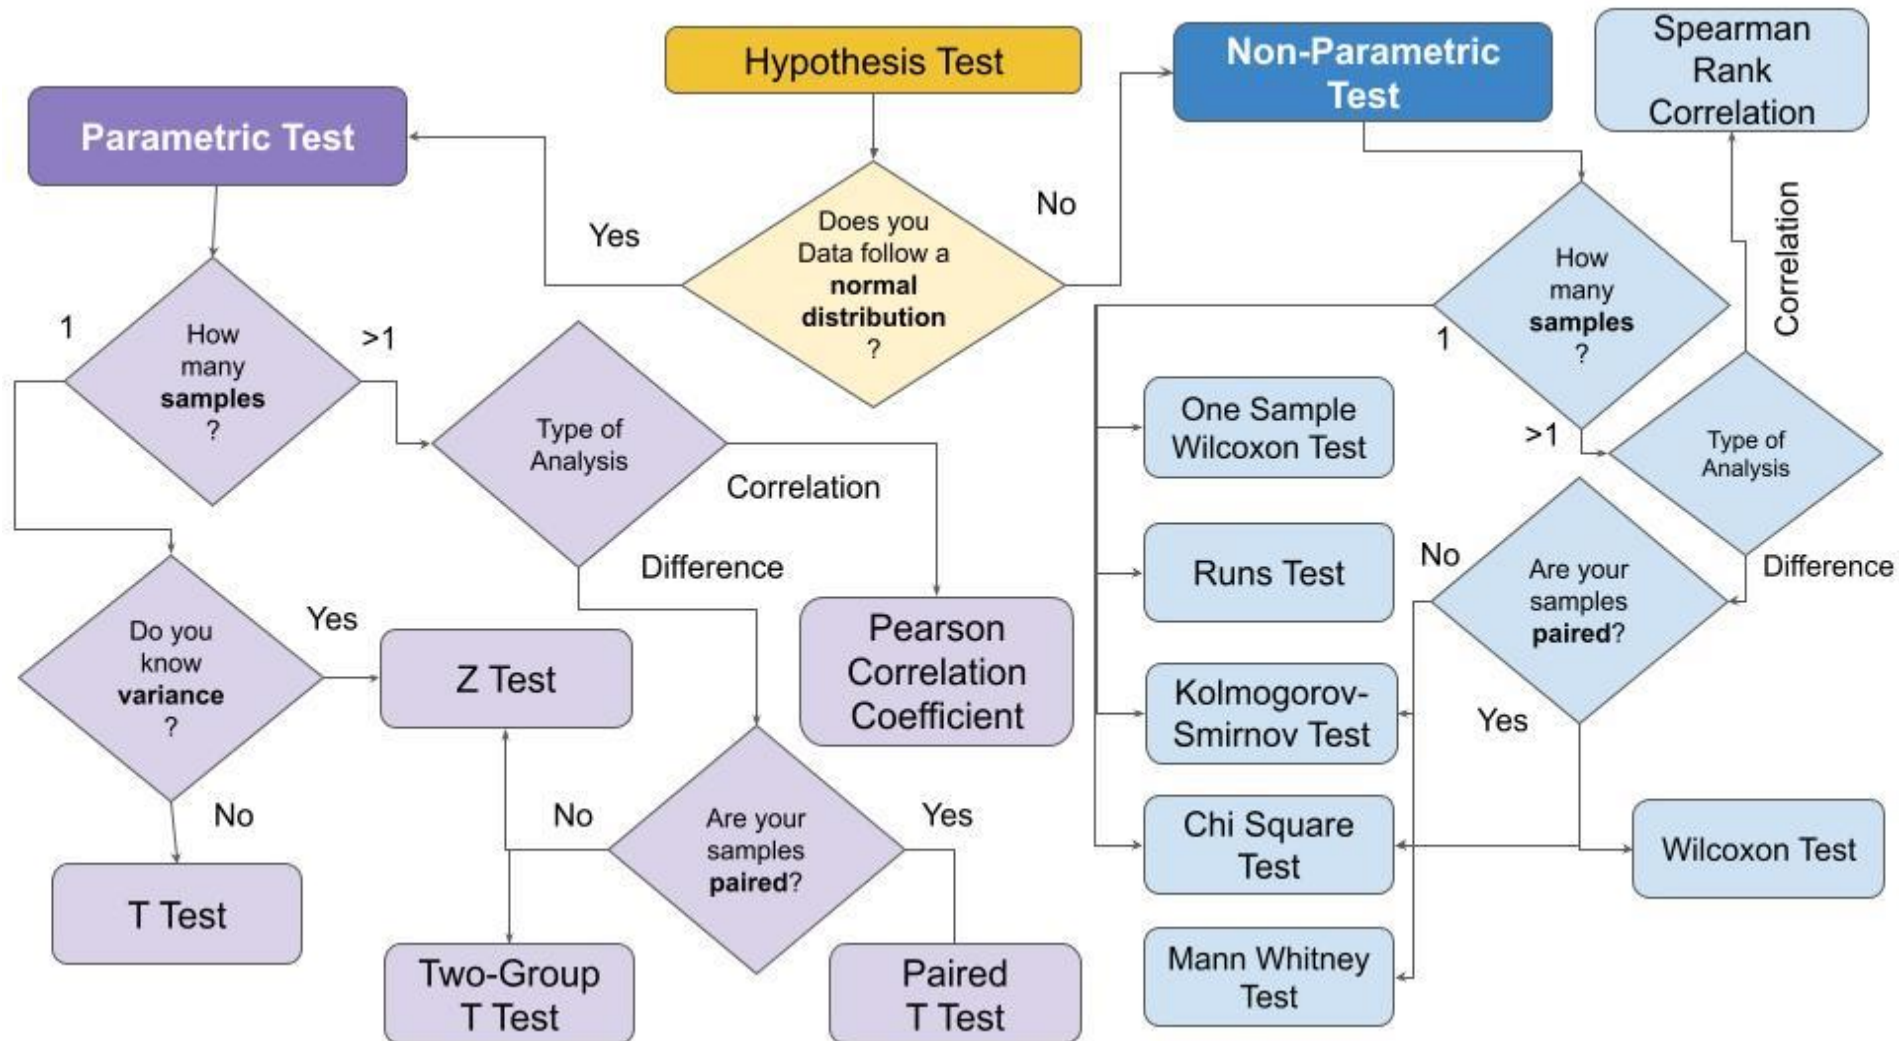 Hypothesis Test
Non-Parametric
Test
Spearman
Rank
Correlation
Parametric Test
Yes
Does you
Data follow a
normal
distribution
?
No
How
many
samples
?
1
>1
Correlation
Type of
Analysis
Difference
How
many
samples
?
1
>1
Type of
Analysis
Correlation
Difference
Do you
know
variance
?
Yes
No
Z Test
T Test
Pearson
Correlation
Coefficient
Are your
samples
paired?
No
Yes
Two-Group
T Test
Paired
T Test
One Sample
Wilcoxon Test
Runs Test
Kolmogorov-
Smirnov Test
Chi Square
Test
Mann Whitney
Test
No
Are your
samples
paired?
Yes
Wilcoxon Test